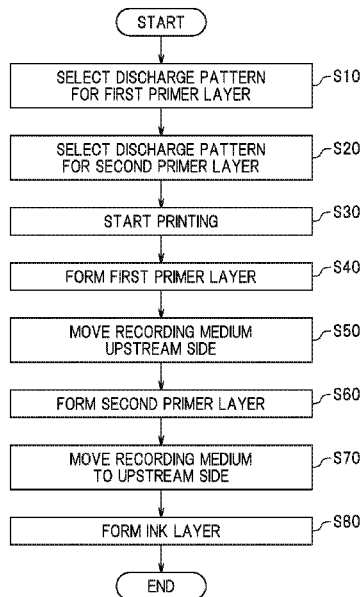 START
SELECT DISCHARGE PATTERN
FOR FIRST PRIMER LAYER
S10
SELECT DISCHARGE PATTERN
FOR SECOND PRIMER LAYER
S20
START PRINTING
S30
FORM FIRST PRIMER LAYER
S40
MOVE RECORDING MEDIUM
UPSTREAM SIDE
S50
FORM SECOND PRIMER LAYER
S60
MOVE RECORDING MEDIUM
TO UPSTREAM SIDE
S70
FORM INK LAYER
S80
END